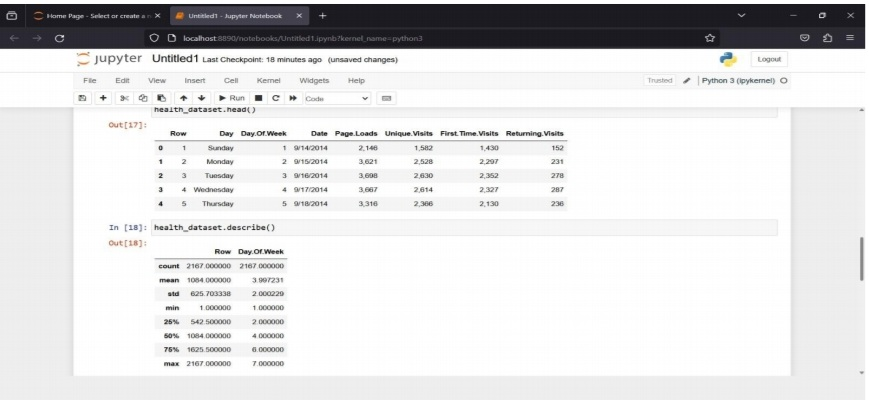 Home Page - Select or create a n Untitled1 - Jupyter Notebook
localhost:8890/notebooks/Untitled1.ipynb?kernel_name=python3
jupyter Untitled1 Last Checkpoint: 18 minutes ago (unsaved changes) Logout
File Edit View Insert Cell Kernel Widgets Help Trusted Python 3 (ipykernel)
Run Code
health_dataset.head()
Out[17]:
Row Day Day.Of.Week Date Page.Loads Unique.Visits First.Time.Visits Returning.Visits
0 1 Sunday 1 9/14/2014 2,146 1,582 1,430 152
1 2 Monday 2 9/15/2014 3,621 2,528 2,297 231
2 3 Tuesday 3 9/16/2014 3,698 2,630 2,352 278
3 4 Wednesday 4 9/17/2014 3,667 2,614 2,327 287
4 5 Thursday 5 9/18/2014 3,316 2,366 2,130 236
In [18]: health_dataset.describe()
Out[18]:
Row Day.Of.Week
count 2167.000000 2167.000000
mean 1084.000000 3.997231
std 625.703338 2.000229
min 1.000000 1.000000
25% 542.500000 2.000000
50% 1084.000000 4.000000
75% 1625.500000 6.000000
max 2167.000000 7.000000